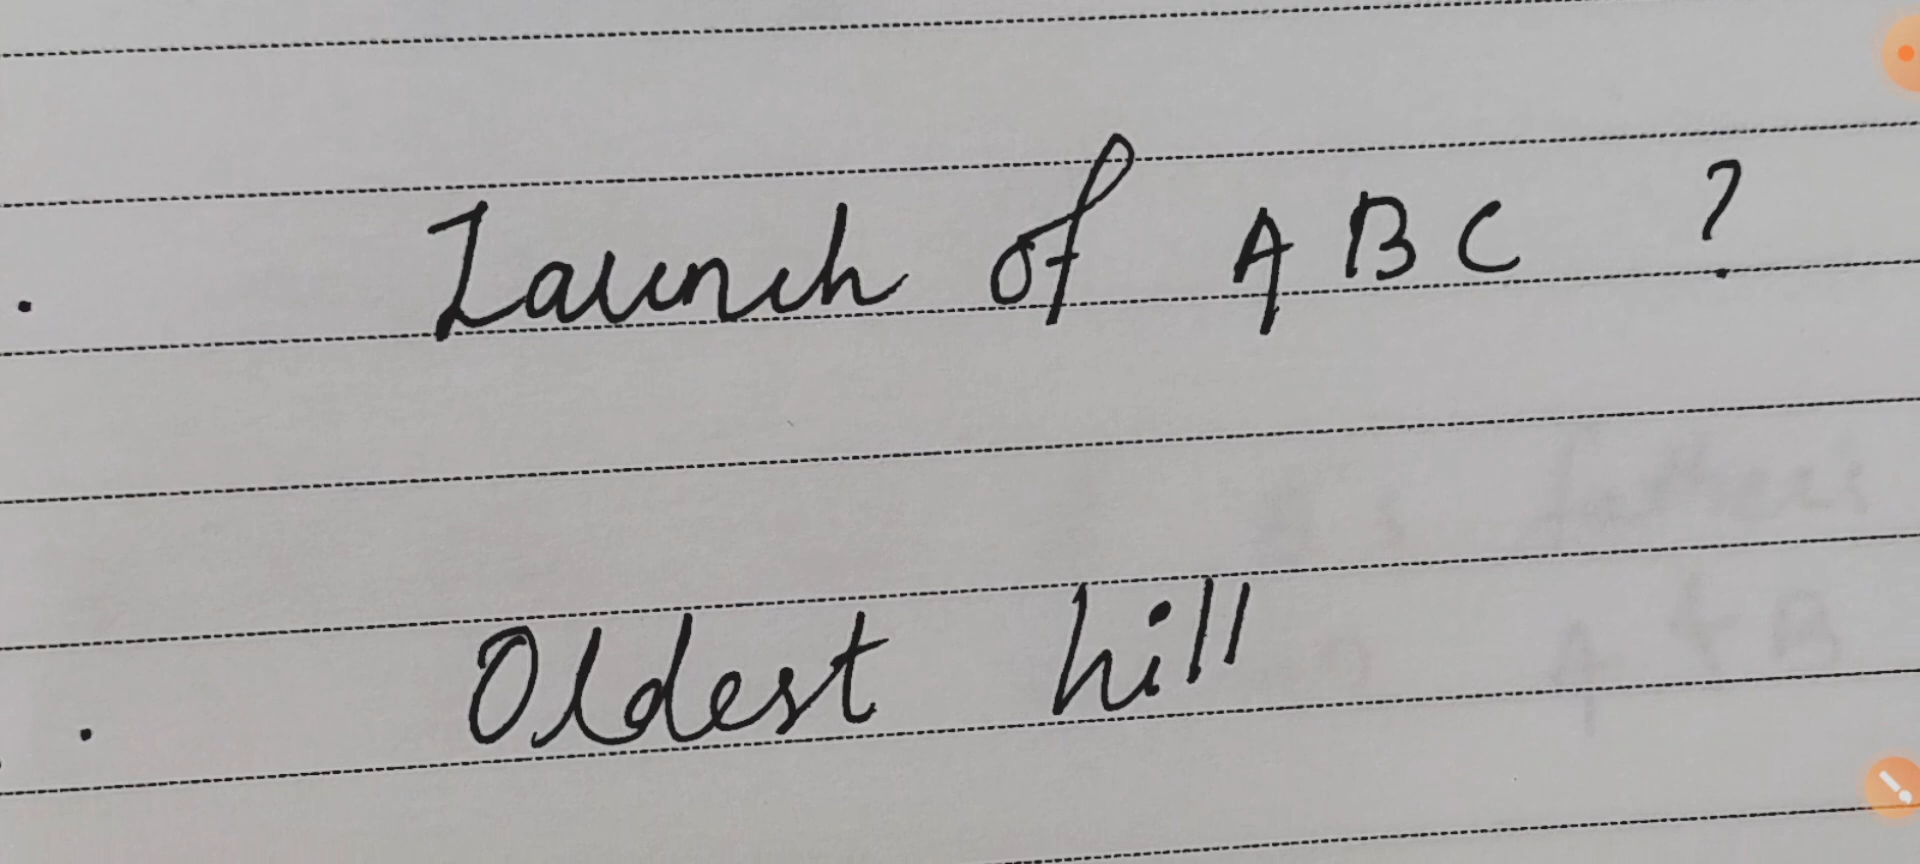 . Launch of ABC ?
. Oldest hill